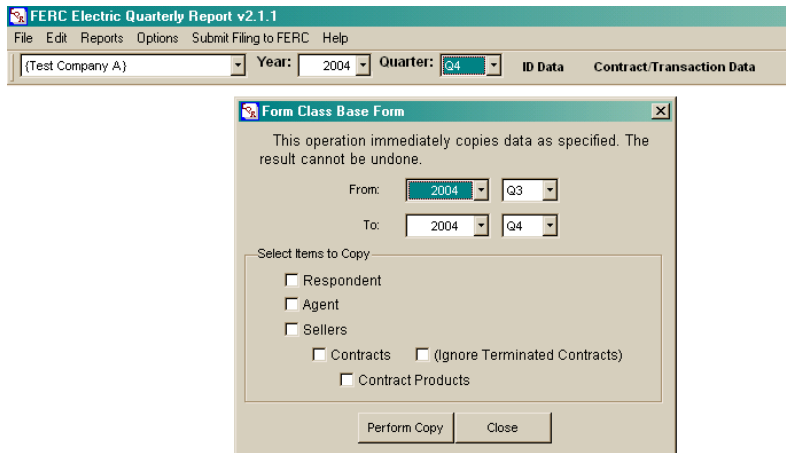 FERC Electric Quarterly Report v2.1.1
File Edit Reports Options Submit Filing to FERC Help
{Test Company A} Year: 2004 Quarter: Q4 ID Data Contract/Transaction Data
Form Class Base Form
This operation immediately copies data as specified. The
result cannot be undone.
From: 2004 Q3
To: 2004 Q4
Select Items to Copy
Respondent
Agent
Sellers
Contracts (Ignore Terminated Contracts)
Contract Products
Perform Copy Close